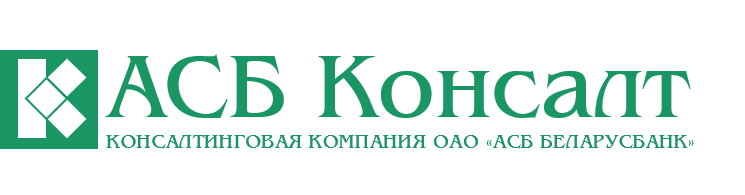 АСБ Консалт
КОНСАЛТИНГОВАЯ КОМПАНИЯ ОАО «АСБ БЕЛАРУСБАНК»